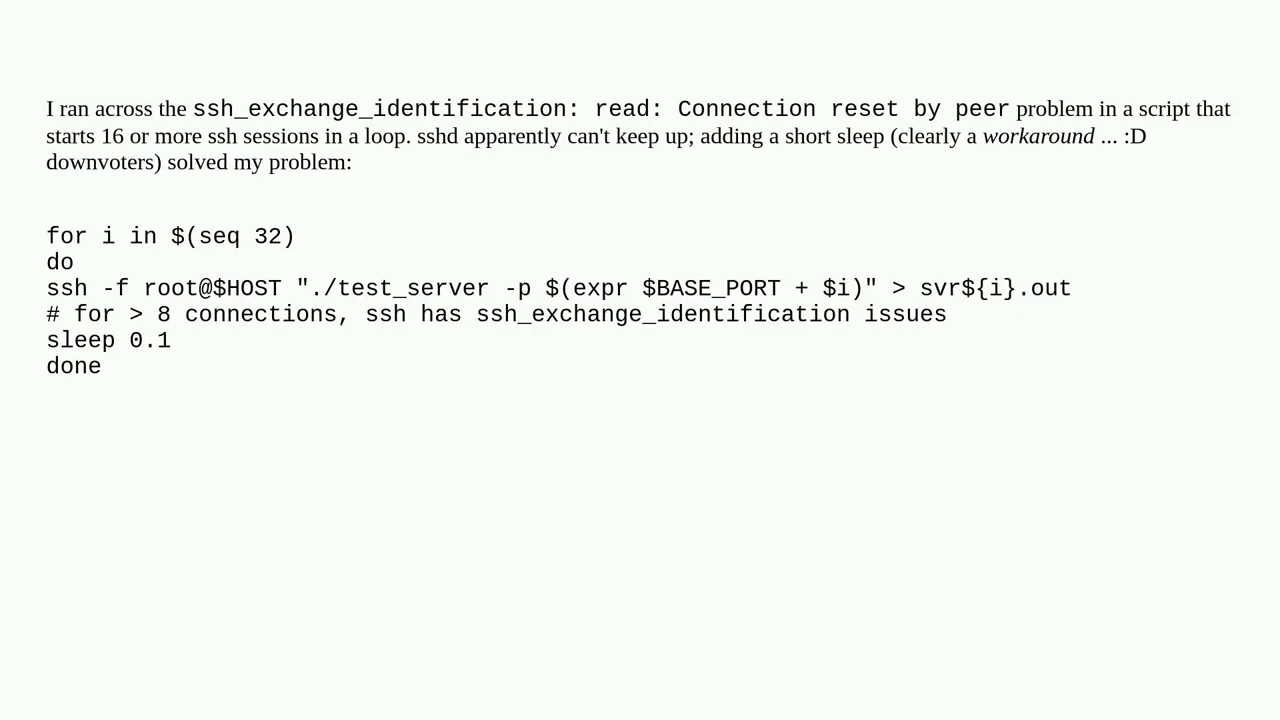 I ran across the ssh_exchange_identification: read: Connection reset by peer problem in a script that
starts 16 or more ssh sessions in a loop. sshd apparently can't keep up; adding a short sleep (clearly a workaround ... :D
downvoters) solved my problem:
for i in $(seq 32)
do
ssh -f root@$HOST "./test_server -p $(expr $BASE_PORT + $i)" > svr${i}.out
# for > 8 connections, ssh has ssh_exchange_identification issues
sleep 0.1
done